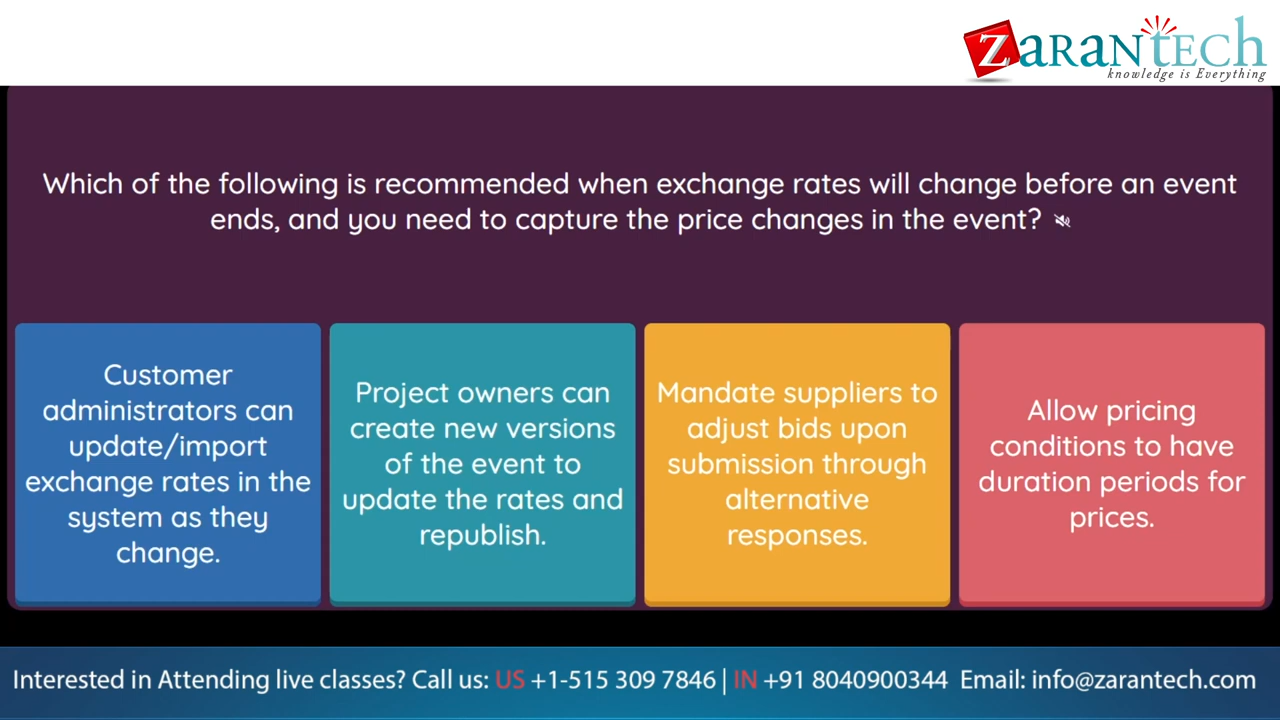 ZARANTECH
knowledge is Everything
Which of the following is recommended when exchange rates will change before an event
ends, and you need to capture the price changes in the event?
Customer
administrators can
update/import
exchange rates in the
system as they
change.
Project owners can
create new versions
of the event to
update the rates and
republish.
Mandate suppliers to
adjust bids upon
submission through
alternative
responses.
Allow pricing
conditions to have
duration periods for
prices.
Interested in Attending live classes? Call us: US +1-515 309 7846 | IN +91 8040900344 Email: info@zarantech.com